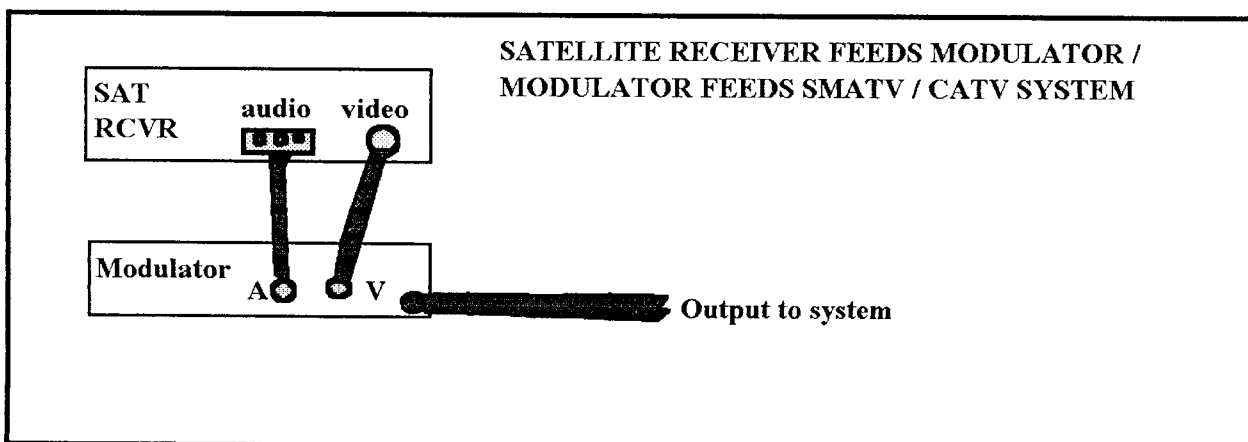 SATELLITE RECEIVER FEEDS MODULATOR /
MODULATOR FEEDS SMATV / CATV SYSTEM
SAT
RCVR
audio video
Modulator
A V
Output to system